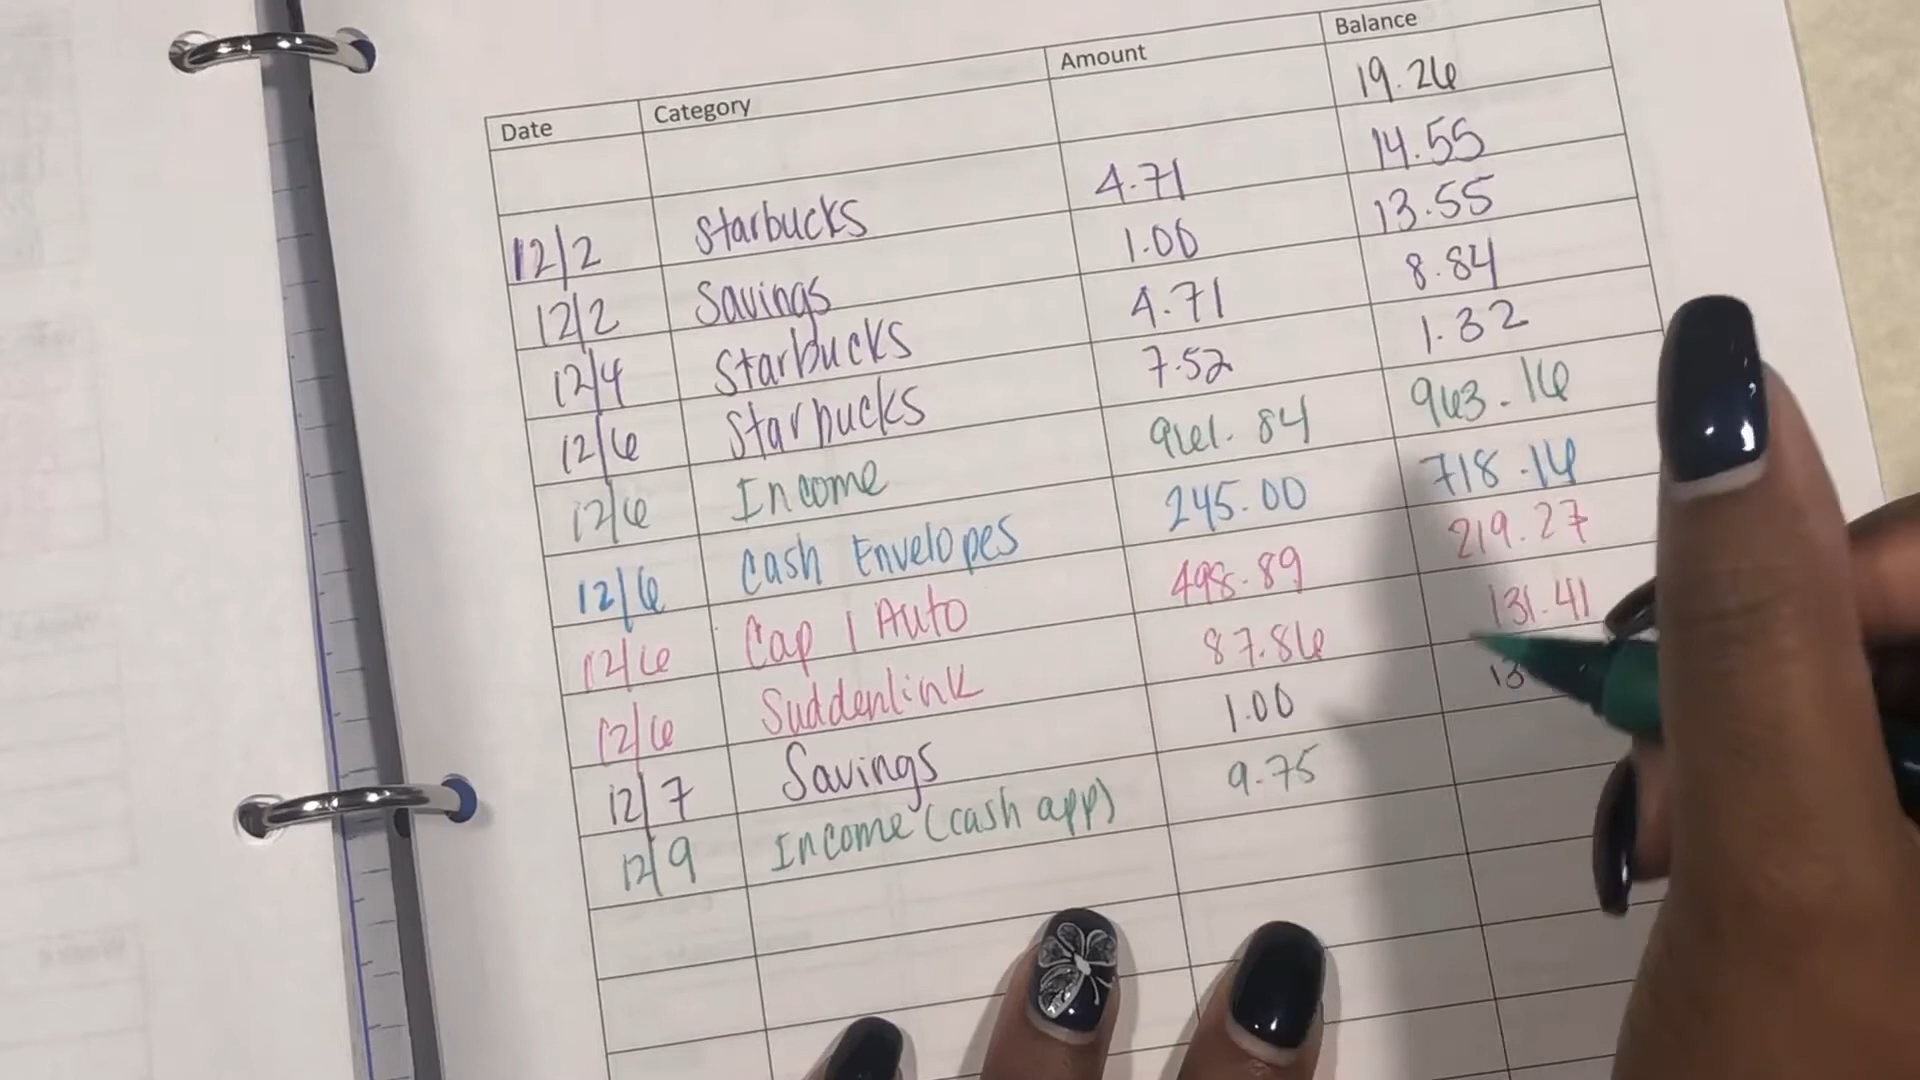 Date Category Amount Balance
19.26
12/2 Starbucks 4.71 14.55
12/2 Savings 1.00 13.55
12/4 Starbucks 4.71 8.84
12/6 Starbucks 7.52 1.32
12/6 Income 961.84 963.16
12/6 Cash Envelopes 245.00 718.16
12/6 Cap 1 Auto 498.89 219.27
12/6 Suddenlink 87.86 131.41
12/7 Savings 1.00
12/9 Income (cash app) 9.75